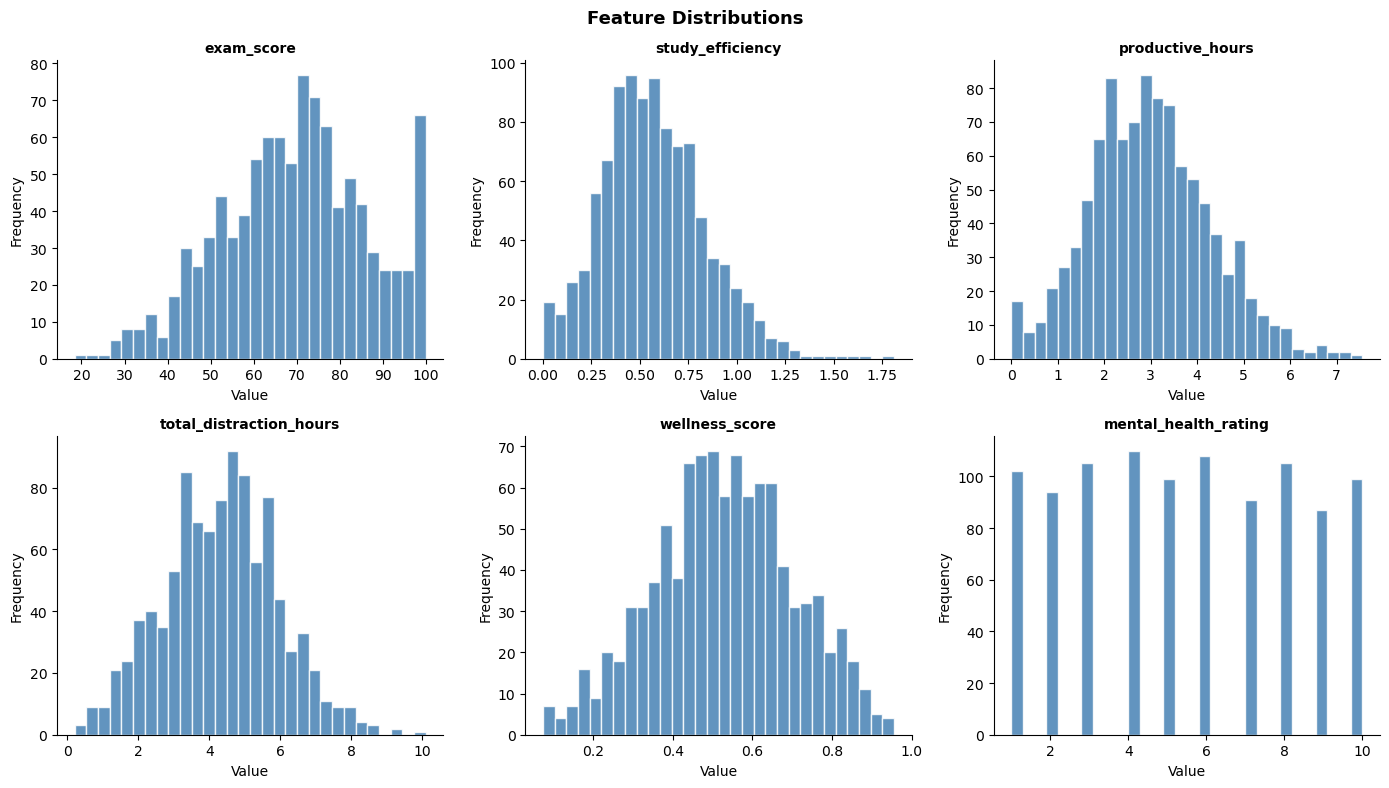 Feature Distributions
exam_score
80
70
60
50
40
30
20
10
0
Frequency
20 30 40 50 60 70 80 90 100
Value
study_efficiency
100
80
60
40
20
0
Frequency
0.00 0.25 0.50 0.75 1.00 1.25 1.50 1.75
Value
productive_hours
80
70
60
50
40
30
20
10
0
Frequency
0 1 2 3 4 5 6 7
Value
total_distraction_hours
80
60
40
20
0
Frequency
0 2 4 6 8 10
Value
wellness_score
70
60
50
40
30
20
10
0
Frequency
0.2 0.4 0.6 0.8 1.0
Value
mental_health_rating
100
80
60
40
20
0
Frequency
2 4 6 8 10
Value